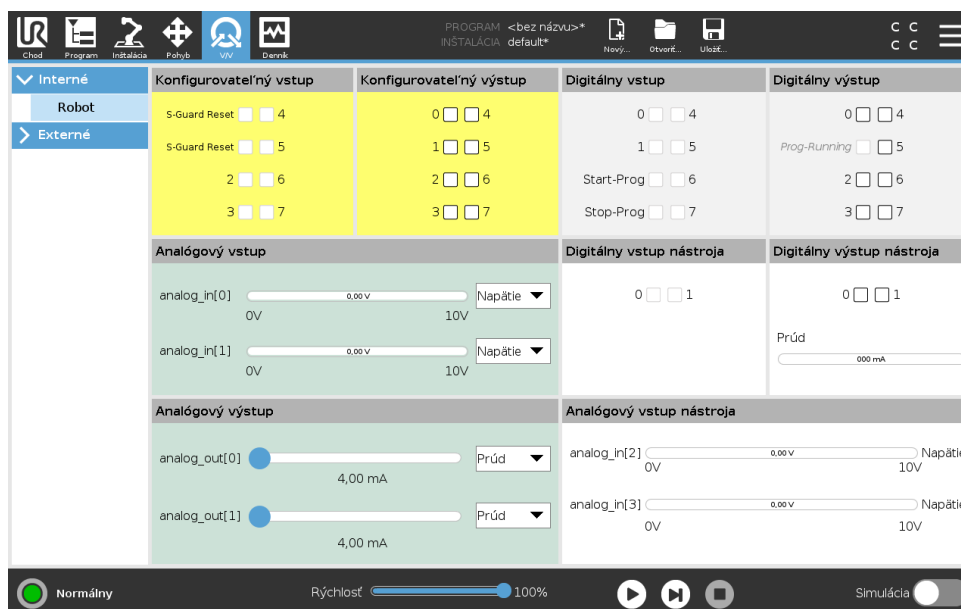 PROGRAM <bez názvu>*
INŠTALÁCIA default*
UR
Chod Program Inštalácia Pohyb V/V Denník Nový... Otvoriť... Uložiť...
C C
C C
Interné
Robot
Externé
Konfigurovateľný vstup
S-Guard Reset 4
S-Guard Reset 5
2 6
3 7
Konfigurovateľný výstup
0 4
1 5
2 6
3 7
Digitálny vstup
0 4
1 5
Start-Prog 6
Stop-Prog 7
Digitálny výstup
0 4
Prog-Running 5
2 6
3 7
Analógový vstup
analog_in[0] 0,00 V Napätie
0V 10V
analog_in[1] 0,00 V Napätie
0V 10V
Digitálny vstup nástroja
0 1
Digitálny výstup nástroja
0 1
Prúd
000 mA
Analógový výstup
analog_out[0] Prúd
4,00 mA
analog_out[1] Prúd
4,00 mA
Analógový vstup nástroja
analog_in[2] 0,00 V Napätie
0V 10V
analog_in[3] 0,00 V Napätie
0V 10V
Normálny Rýchlosť 100% Simulácia